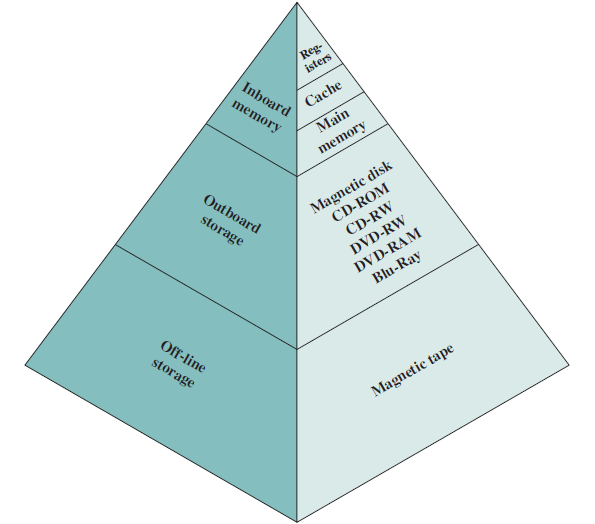 Inboard
memory
Reg-
isters
Cache
Main
memory
Outboard
storage
Magnetic disk
CD-ROM
CD-RW
DVD-RW
DVD-RAM
Blu-Ray
Off-line
storage
Magnetic tape